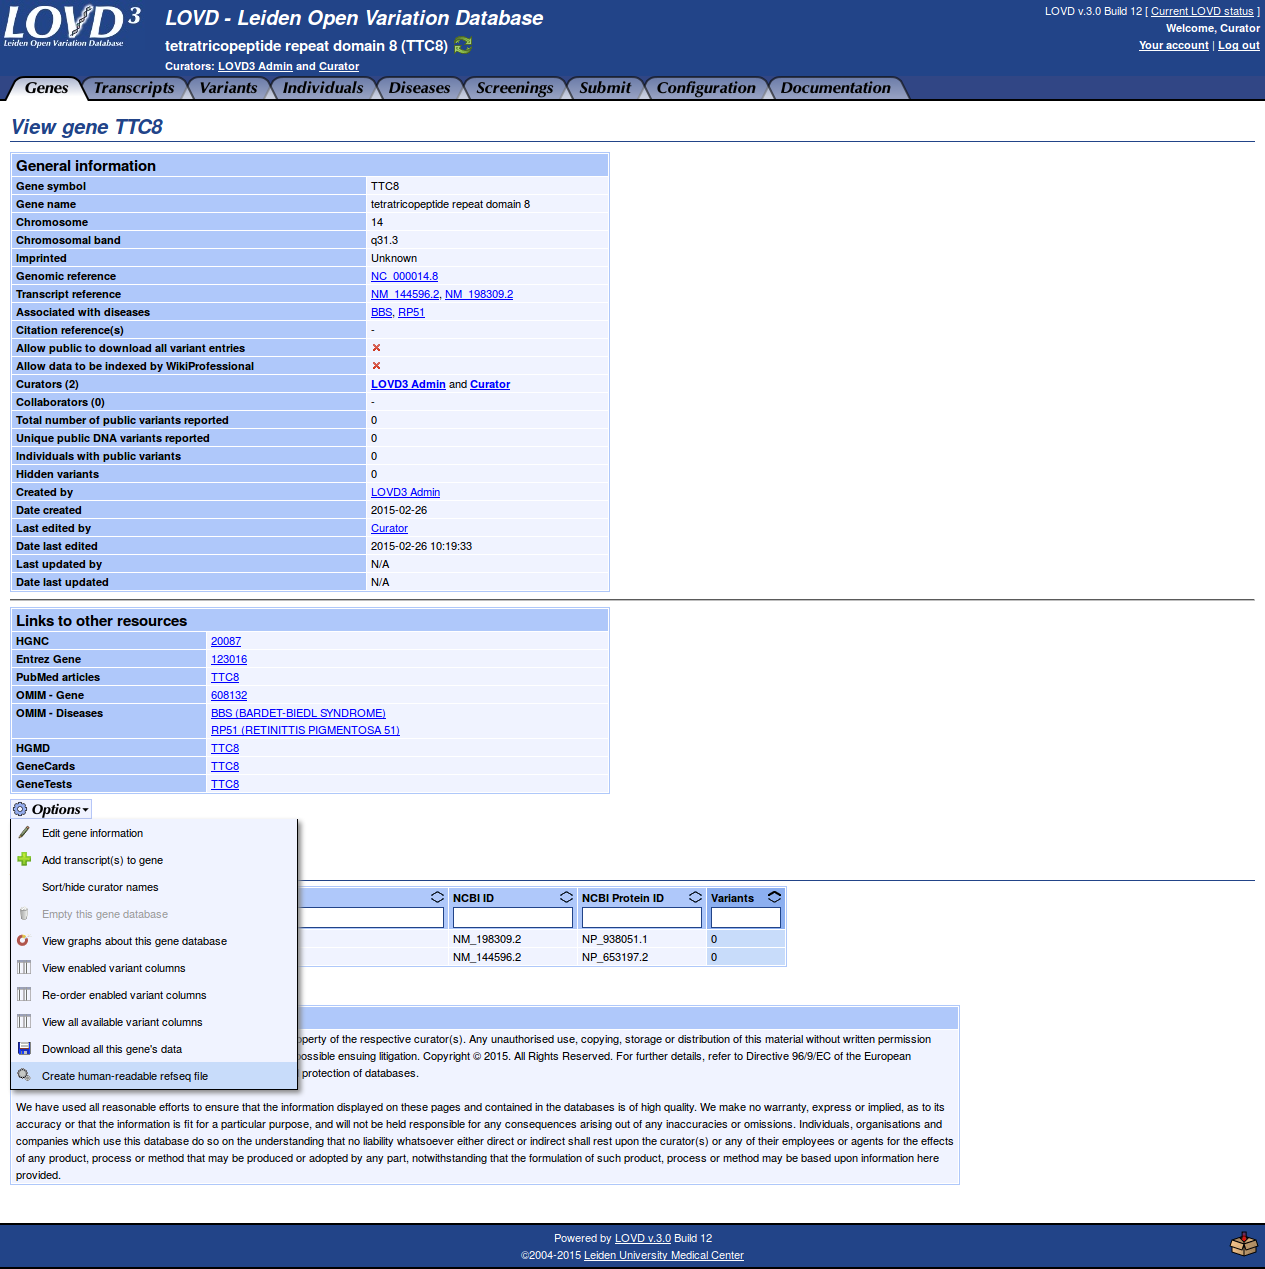 LOVD 3
Leiden Open Variation Database
LOVD - Leiden Open Variation Database
tetratricopeptide repeat domain 8 (TTC8)
Curators: LOVD3 Admin and Curator
LOVD v.3.0 Build 12 [ Current LOVD status ]
Welcome, Curator
Your account | Log out
Genes Transcripts Variants Individuals Diseases Screenings Submit Configuration Documentation
View gene TTC8
General information
Gene symbol TTC8
Gene name tetratricopeptide repeat domain 8
Chromosome 14
Chromosomal band q31.3
Imprinted Unknown
Genomic reference NC_000014.8
Transcript reference NM_144596.2, NM_198309.2
Associated with diseases BBS, RP51
Citation reference(s) -
Allow public to download all variant entries
Allow data to be indexed by WikiProfessional
Curators (2) LOVD3 Admin and Curator
Collaborators (0) -
Total number of public variants reported 0
Unique public DNA variants reported 0
Individuals with public variants 0
Hidden variants 0
Created by LOVD3 Admin
Date created 2015-02-26
Last edited by Curator
Date last edited 2015-02-26 10:19:33
Last updated by N/A
Date last updated N/A
Links to other resources
HGNC 20087
Entrez Gene 123016
PubMed articles TTC8
OMIM - Gene 608132
OMIM - Diseases BBS (BARDET-BIEDL SYNDROME)
RP51 (RETINITTIS PIGMENTOSA 51)
HGMD TTC8
GeneCards TTC8
GeneTests TTC8
Options
Edit gene information
Add transcript(s) to gene
Sort/hide curator names
Empty this gene database
View graphs about this gene database
View enabled variant columns
Re-order enabled variant columns
View all available variant columns
Download all this gene's data
Create human-readable refseq file
NCBI ID NCBI Protein ID Variants
NM_198309.2 NP_938051.1 0
NM_144596.2 NP_653197.2 0
perty of the respective curator(s). Any unauthorised use, copying, storage or distribution of this material without written permission
ossible ensuing litigation. Copyright © 2015. All Rights Reserved. For further details, refer to Directive 96/9/EC of the European
protection of databases.
We have used all reasonable efforts to ensure that the information displayed on these pages and contained in the databases is of high quality. We make no warranty, express or implied, as to its
accuracy or that the information is fit for a particular purpose, and will not be held responsible for any consequences arising out of any inaccuracies or omissions. Individuals, organisations and
companies which use this database do so on the understanding that no liability whatsoever either direct or indirect shall rest upon the curator(s) or any of their employees or agents for the effects
of any product, process or method that may be produced or adopted by any part, notwithstanding that the formulation of such product, process or method may be based upon information here
provided.
Powered by LOVD v.3.0 Build 12
©2004-2015 Leiden University Medical Center